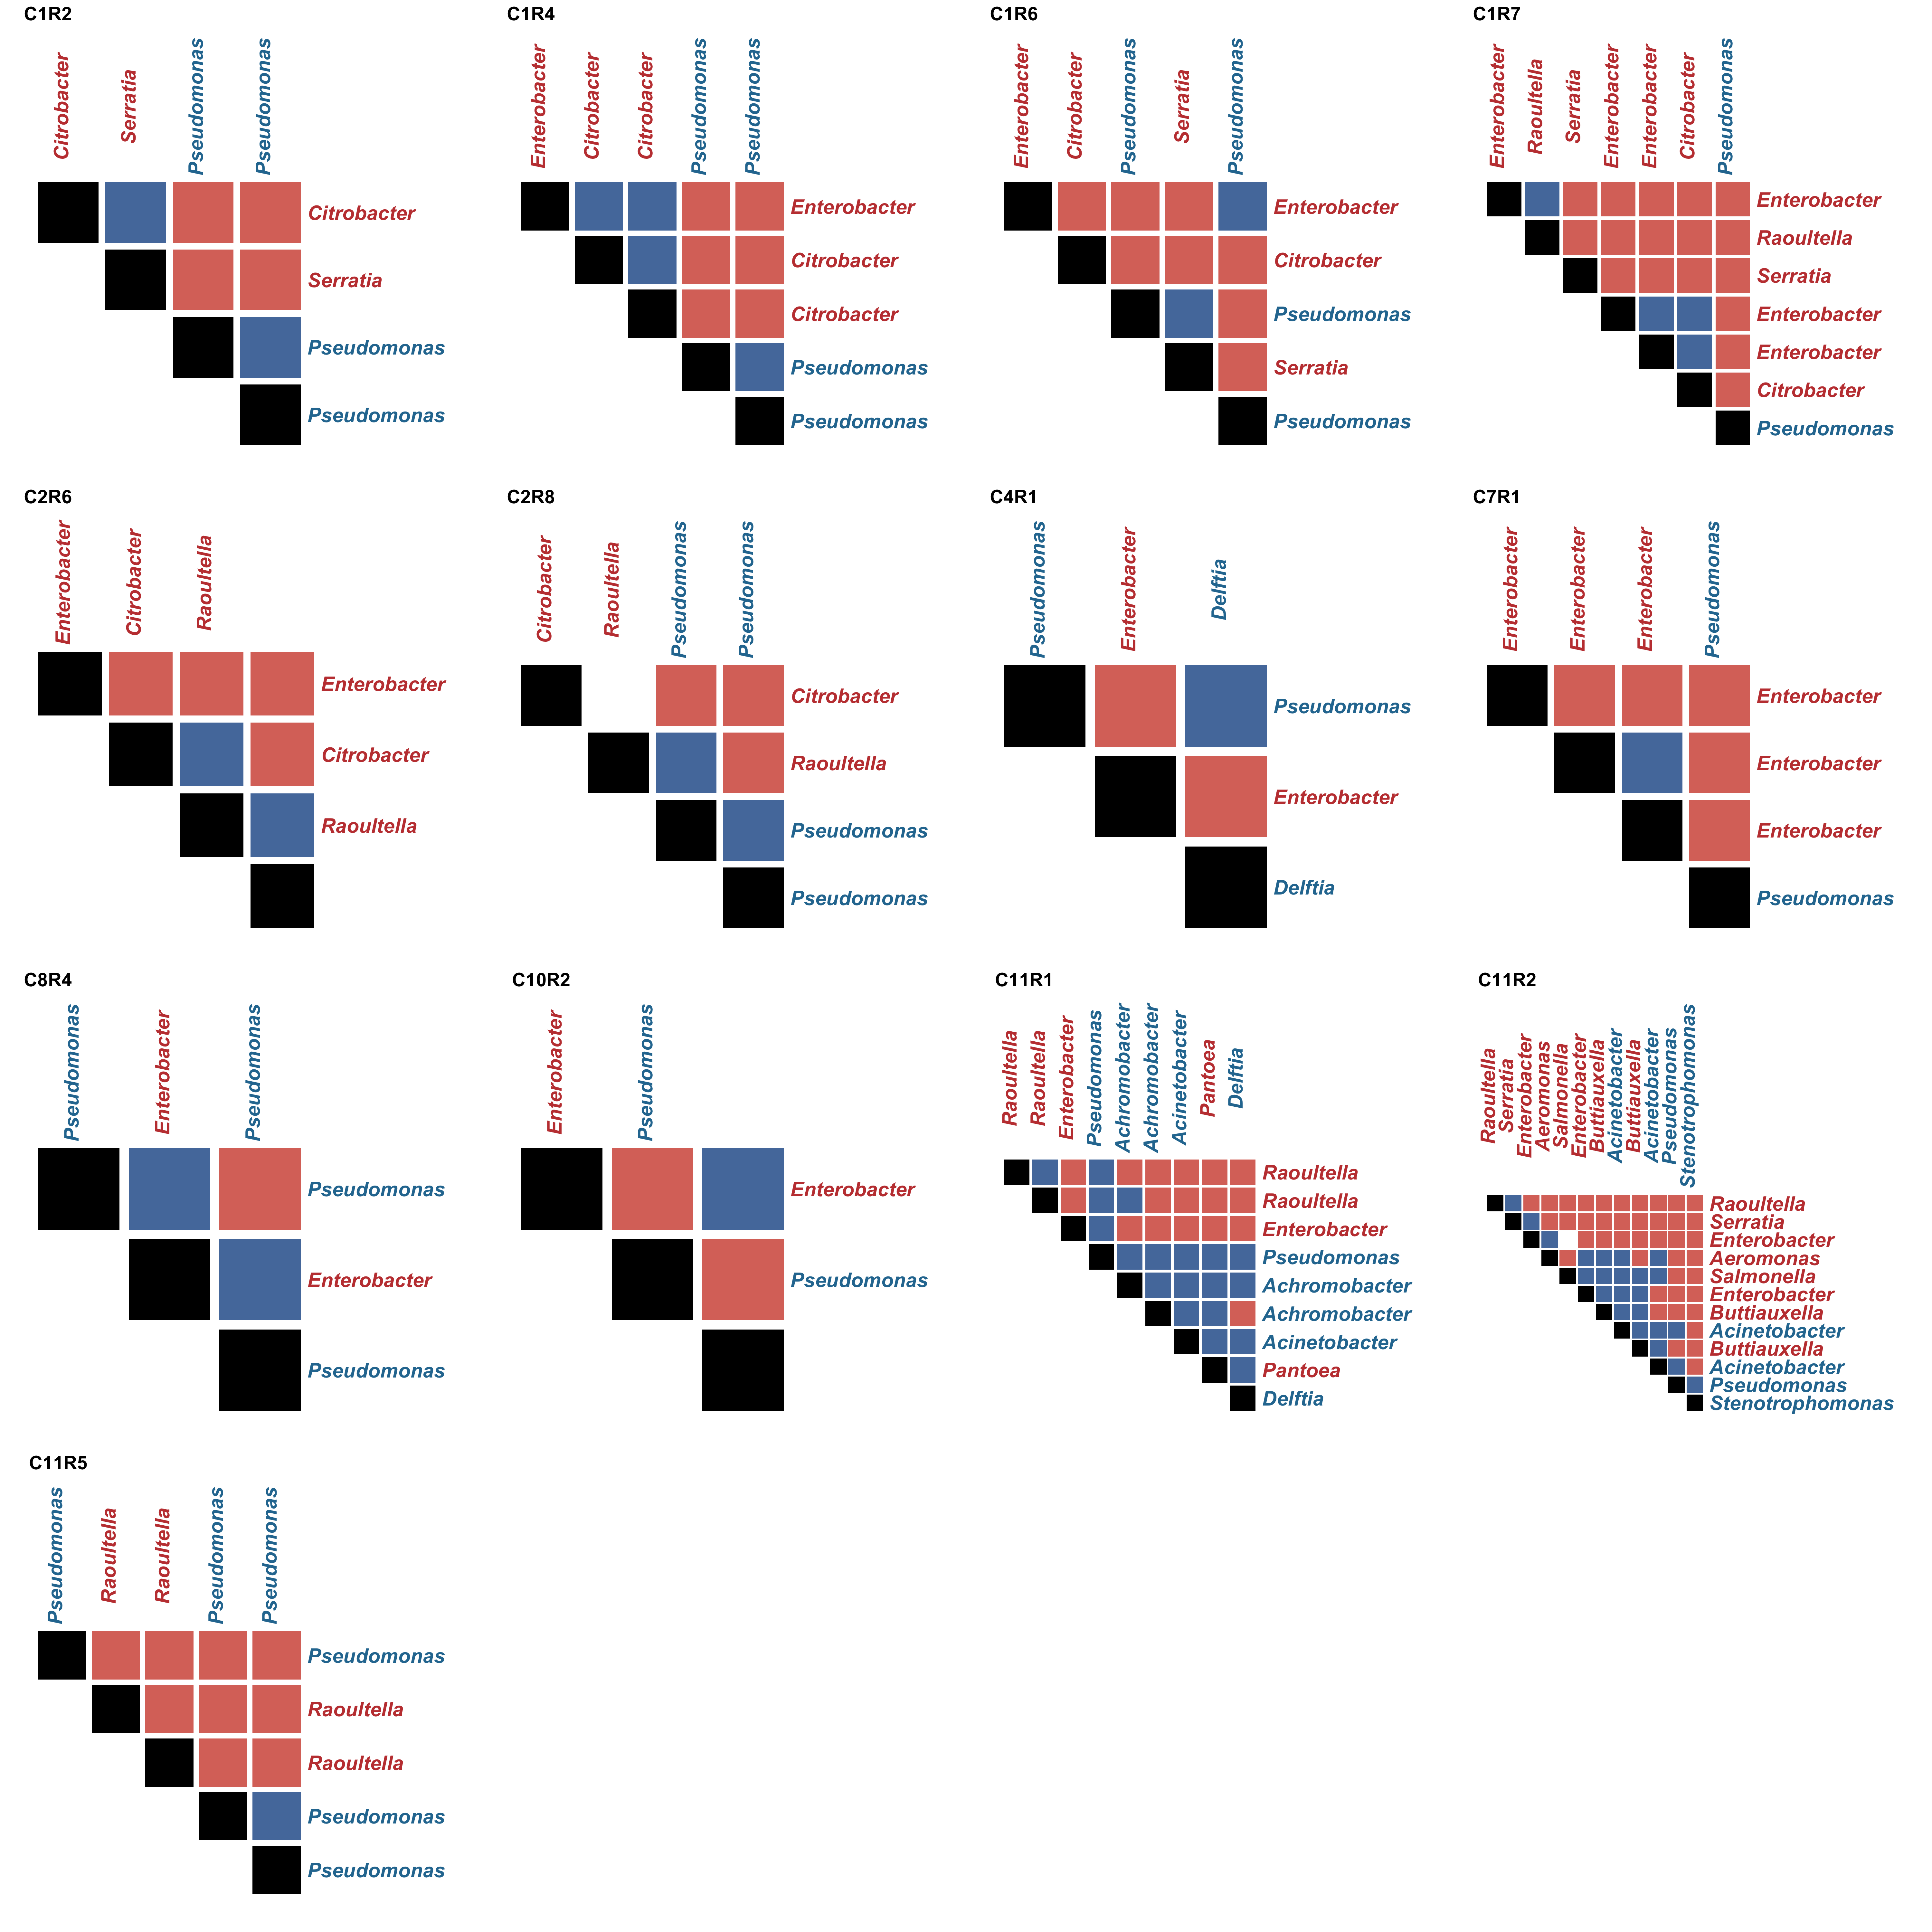 C1R2
Citrobacter
Serratia
Pseudomonas
Pseudomonas
Citrobacter
Serratia
Pseudomonas
Pseudomonas
C1R4
Enterobacter
Citrobacter
Citrobacter
Pseudomonas
Pseudomonas
Enterobacter
Citrobacter
Citrobacter
Pseudomonas
Pseudomonas
C1R6
Enterobacter
Citrobacter
Pseudomonas
Serratia
Pseudomonas
Enterobacter
Citrobacter
Pseudomonas
Serratia
Pseudomonas
C1R7
Enterobacter
Raoultella
Serratia
Enterobacter
Enterobacter
Citrobacter
Pseudomonas
Enterobacter
Raoultella
Serratia
Enterobacter
Enterobacter
Citrobacter
Pseudomonas
C2R6
Enterobacter
Citrobacter
Raoultella
Enterobacter
Citrobacter
Raoultella
C2R8
Citrobacter
Raoultella
Pseudomonas
Pseudomonas
Citrobacter
Raoultella
Pseudomonas
Pseudomonas
C4R1
Pseudomonas
Enterobacter
Delftia
Pseudomonas
Enterobacter
Delftia
C7R1
Enterobacter
Enterobacter
Enterobacter
Pseudomonas
Enterobacter
Enterobacter
Enterobacter
Pseudomonas
C8R4
Pseudomonas
Enterobacter
Pseudomonas
Pseudomonas
Enterobacter
Pseudomonas
C10R2
Enterobacter
Pseudomonas
Enterobacter
Pseudomonas
C11R1
Raoultella
Raoultella
Enterobacter
Pseudomonas
Achromobacter
Achromobacter
Acinetobacter
Pantoea
Delftia
Raoultella
Raoultella
Enterobacter
Pseudomonas
Achromobacter
Achromobacter
Acinetobacter
Pantoea
Delftia
C11R2
Raoultella
Serratia
Enterobacter
Aeromonas
Salmonella
Enterobacter
Buttiauxella
Acinetobacter
Buttiauxella
Acinetobacter
Pseudomonas
Stenotrophomonas
Raoultella
Serratia
Enterobacter
Aeromonas
Salmonella
Enterobacter
Buttiauxella
Acinetobacter
Buttiauxella
Acinetobacter
Pseudomonas
Stenotrophomonas
C11R5
Pseudomonas
Raoultella
Raoultella
Pseudomonas
Pseudomonas
Pseudomonas
Raoultella
Raoultella
Pseudomonas
Pseudomonas